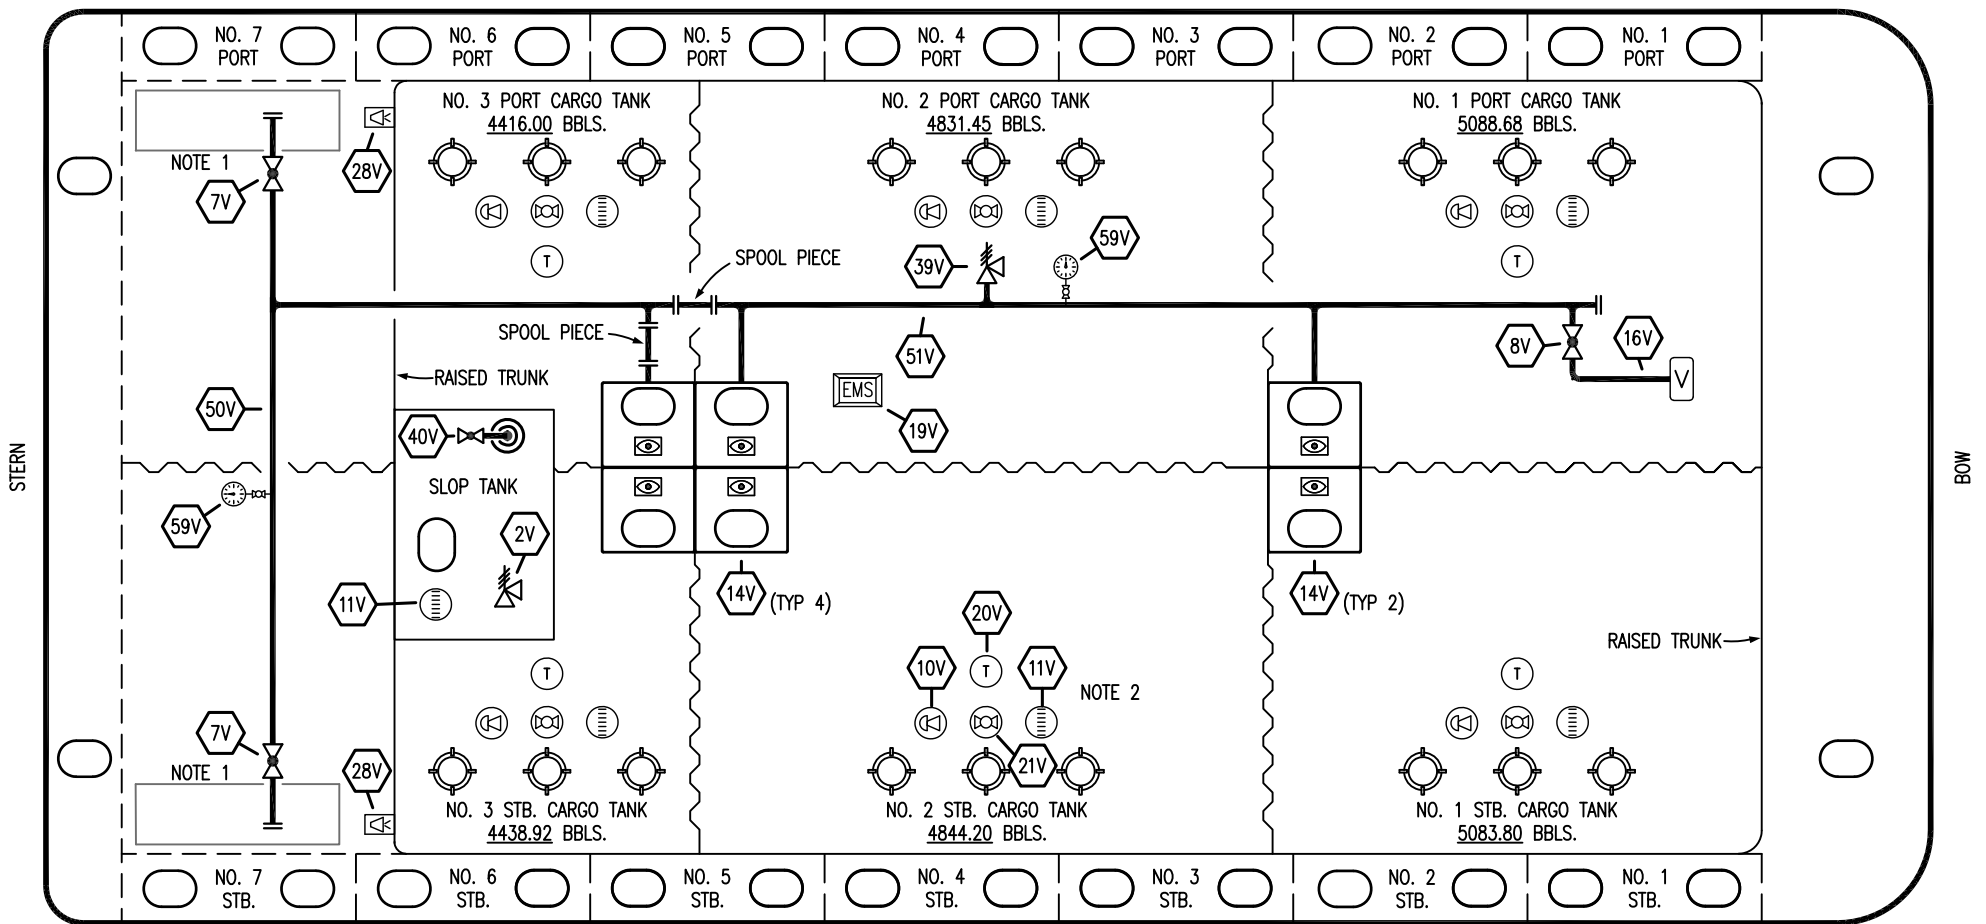 NO. 7
PORT
NO. 6
PORT
NO. 5
PORT
NO. 4
PORT
NO. 3
PORT
NO. 2
PORT
NO. 1
PORT
NO. 3 PORT CARGO TANK
4416.00 BBLS.
NO. 2 PORT CARGO TANK
4831.45 BBLS.
NO. 1 PORT CARGO TANK
5088.68 BBLS.
NOTE 1
28V
7V
T
SPOOL PIECE
39V
59V
T
SPOOL PIECE
51V
8V
16V
V
RAISED TRUNK
EMS
50V
40V
19V
STERN
BOW
SLOP TANK
59V
2V
11V
14V
(TYP 4)
14V
(TYP 2)
20V
RAISED TRUNK
T
10V
T
11V
NOTE 2
T
7V
NOTE 1
28V
21V
NO. 3 STB. CARGO TANK
4438.92 BBLS.
NO. 2 STB. CARGO TANK
4844.20 BBLS.
NO. 1 STB. CARGO TANK
5083.80 BBLS.
NO. 7
STB.
NO. 6
STB.
NO. 5
STB.
NO. 4
STB.
NO. 3
STB.
NO. 2
STB.
NO. 1
STB.